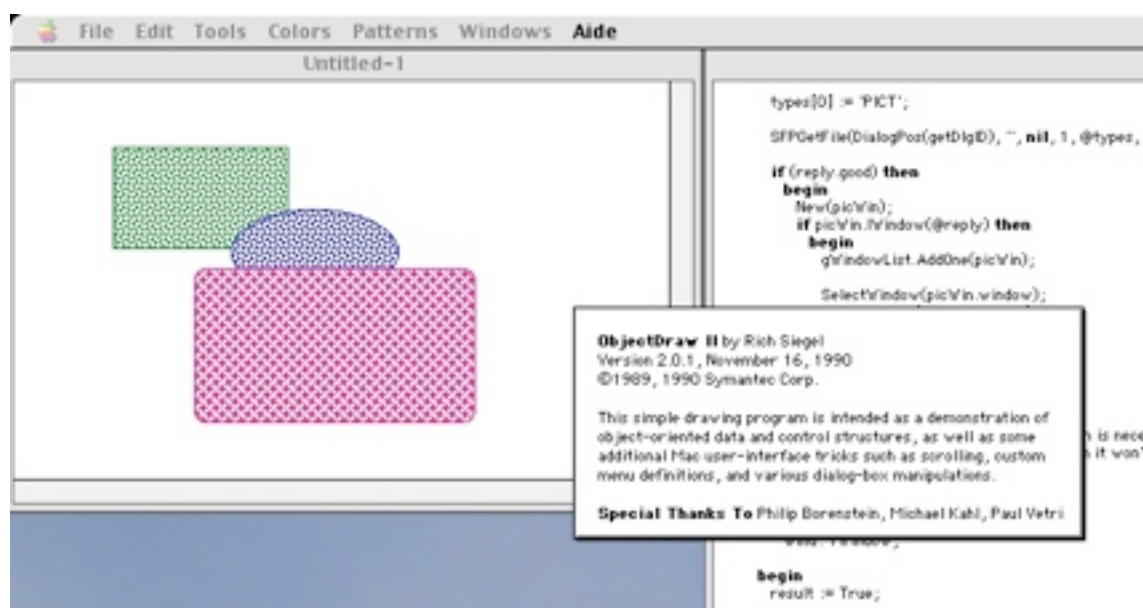 File Edit Tools Colors Patterns Windows Aide
Untitled-1
types[0] := 'PICT';
SFPGetFile(DialogPos(getDlgID), '', nil, 1, @types,
if (reply.good) then
begin
New(picWin);
if picWin.IWindow(@reply) then
begin
gWindowList.AddOne(picWin);
SelectWindow(picWin.window);
ObjectDraw II by Rich Siegel
Version 2.0.1, November 16, 1990
©1989, 1990 Symantec Corp.
This simple drawing program is intended as a demonstration of
object-oriented data and control structures, as well as some
additional Mac user-interface tricks such as scrolling, custom
menu definitions, and various dialog-box manipulations.
Special Thanks To Philip Borenstein, Michael Kahl, Paul Vetri
is nece
it won't
begin
result := True;